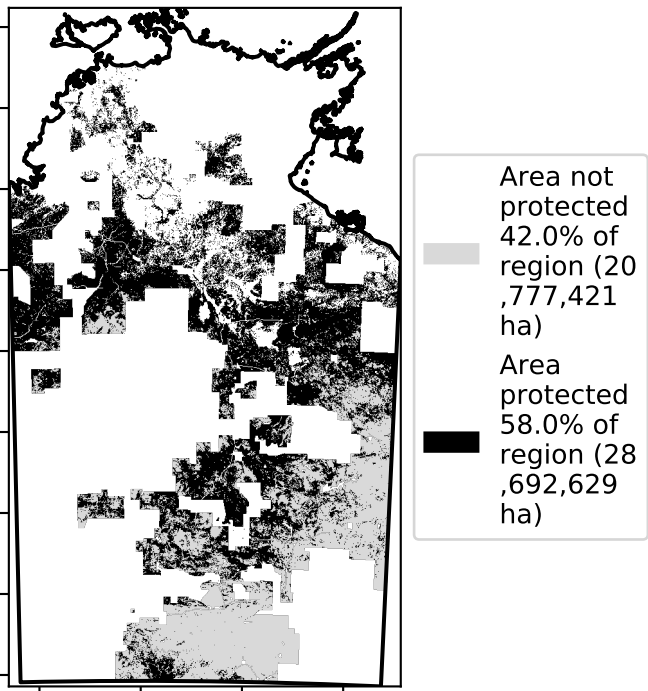 Area not
protected
42.0% of
region (20
,777,421
ha)
Area
protected
58.0% of
region (28
,692,629
ha)